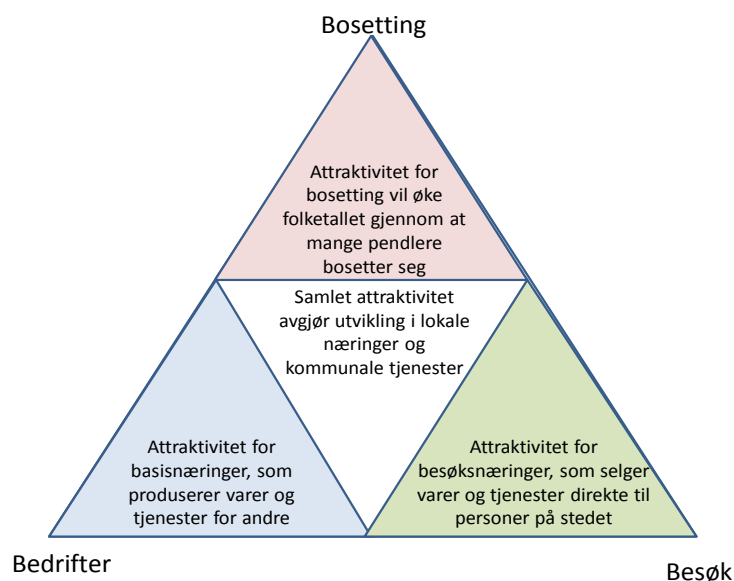 Bosetting
Attraktivitet for
bosetting vil øke
folketallet gjennom at
mange pendlere
bosetter seg
Samlet attraktivitet
avgjør utvikling i lokale
næringer og
kommunale tjenester
Attraktivitet for
basisnæringer, som
produserer varer og
tjenester for andre
Attraktivitet for
besøksnæringer, som selger
varer og tjenester direkte til
personer på stedet
Bedrifter
Besøk